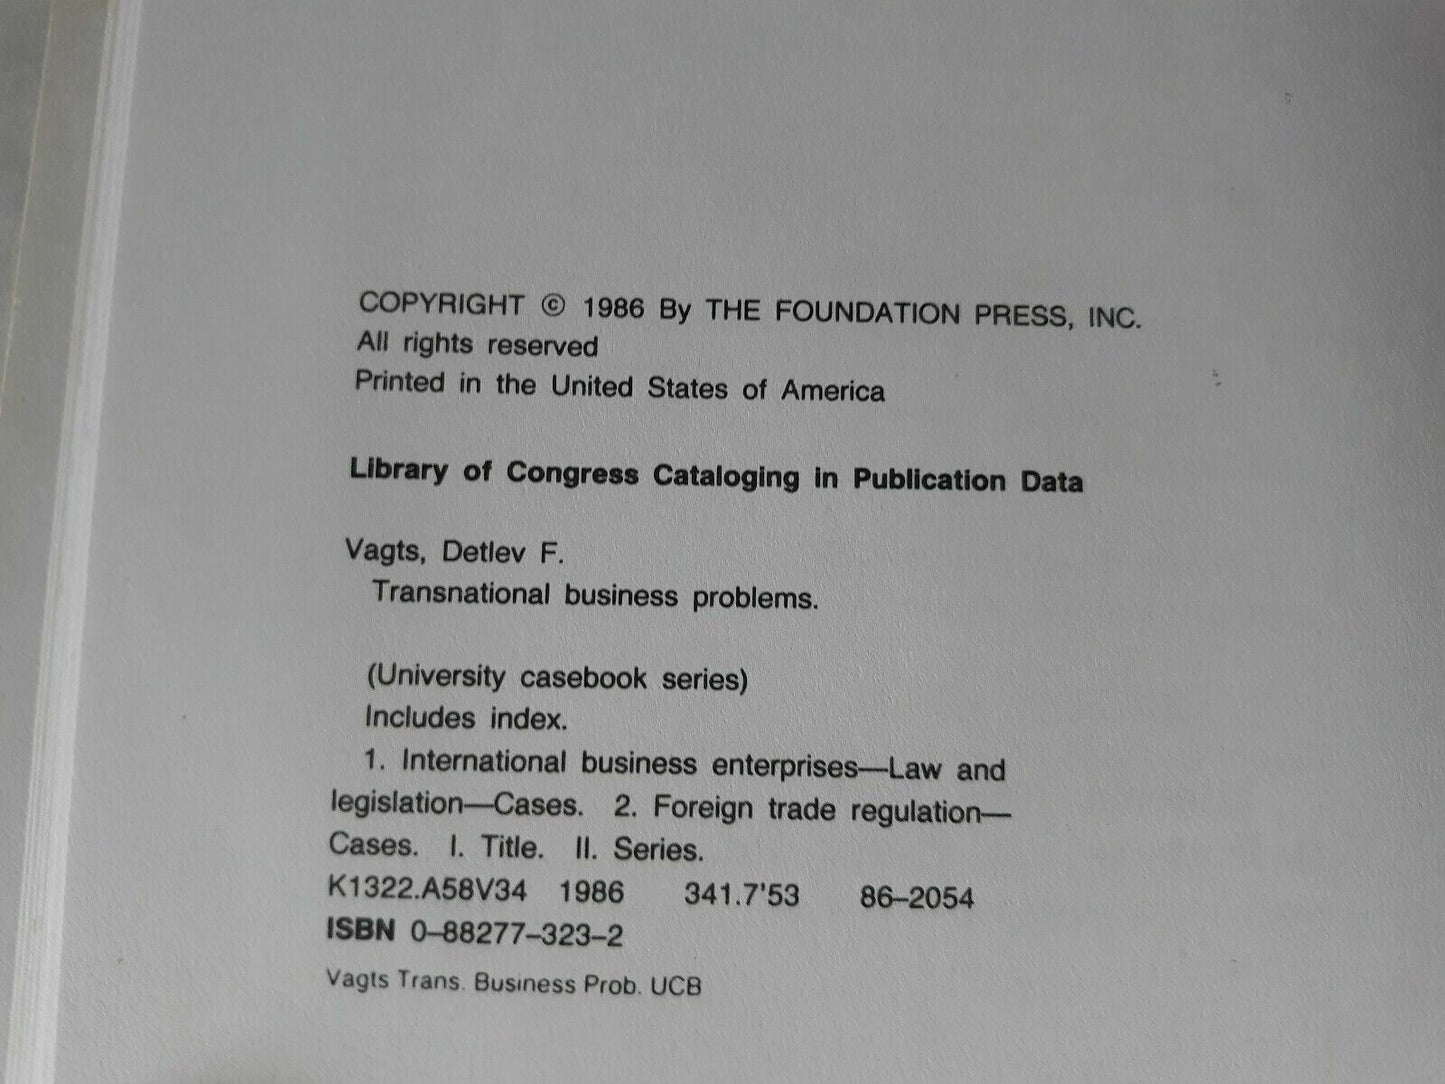 COPYRIGHT © 1986 By THE FOUNDATION PRESS, INC.
All rights reserved
Printed in the United States of America
Library of Congress Cataloging in Publication Data
Vagts, Detlev F.
Transnational business problems.
(University casebook series)
Includes index.
1. International business enterprises—Law and
legislation—Cases. 2. Foreign trade regulation—
Cases. I. Title. II. Series.
K1322.A58V34 1986 341.7'53 86–2054
ISBN 0–88277–323–2
Vagts Trans. Business Prob. UCB